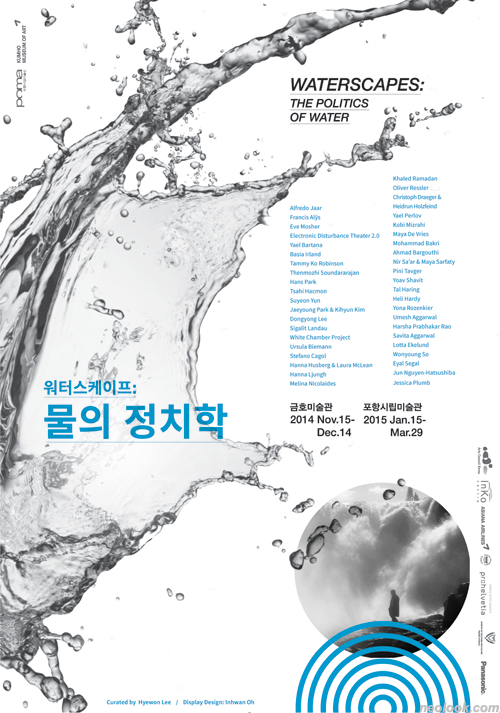 KUMHO
MUSEUM OF ART
poma
WATERSCAPES:
THE POLITICS
OF WATER
Alfredo Jaar
Francis Alÿs
Eve Mosher
Electronic Disturbance Theater 2.0
Yael Bartana
Basia Irland
Tammy Ko Robinson
Thenmozhi Soundararajan
Hans Park
Tsahi Hacmon
Suyeon Yun
Jaeyoung Park & Kihyun Kim
Dongyong Lee
Sigalit Landau
White Chamber Project
Ursula Biemann
Stefano Cagol
Hanna Husberg & Laura McLean
Hanna Ljungh
Melina Nicolaides
Khaled Ramadan
Oliver Ressler
Christoph Draeger &
Heidrun Holzfeind
Yael Perlov
Kobi Mizrahi
Maya De Vries
Mohammad Bakri
Ahmad Bargouthi
Nir Sa'ar & Maya Sarfaty
Pini Tavger
Yoav Shavit
Tal Haring
Heli Hardy
Yona Rozenkier
Umesh Aggarwal
Harsha Prabhakar Rao
Savita Aggarwal
Lotta Ekelund
Wonyoung So
Eyal Segal
Jun Nguyen-Hatsushiba
Jessica Plumb
워터스케이프:
물의 정치학
금호미술관
2014 Nov.15-
Dec.14
포항시립미술관
2015 Jan.15-
Mar.29
InKo
ASIANA AIRLINES
prohelvetia
Panasonic
Curated by Hyewon Lee / Display Design: Inhwan Oh
neolook.com